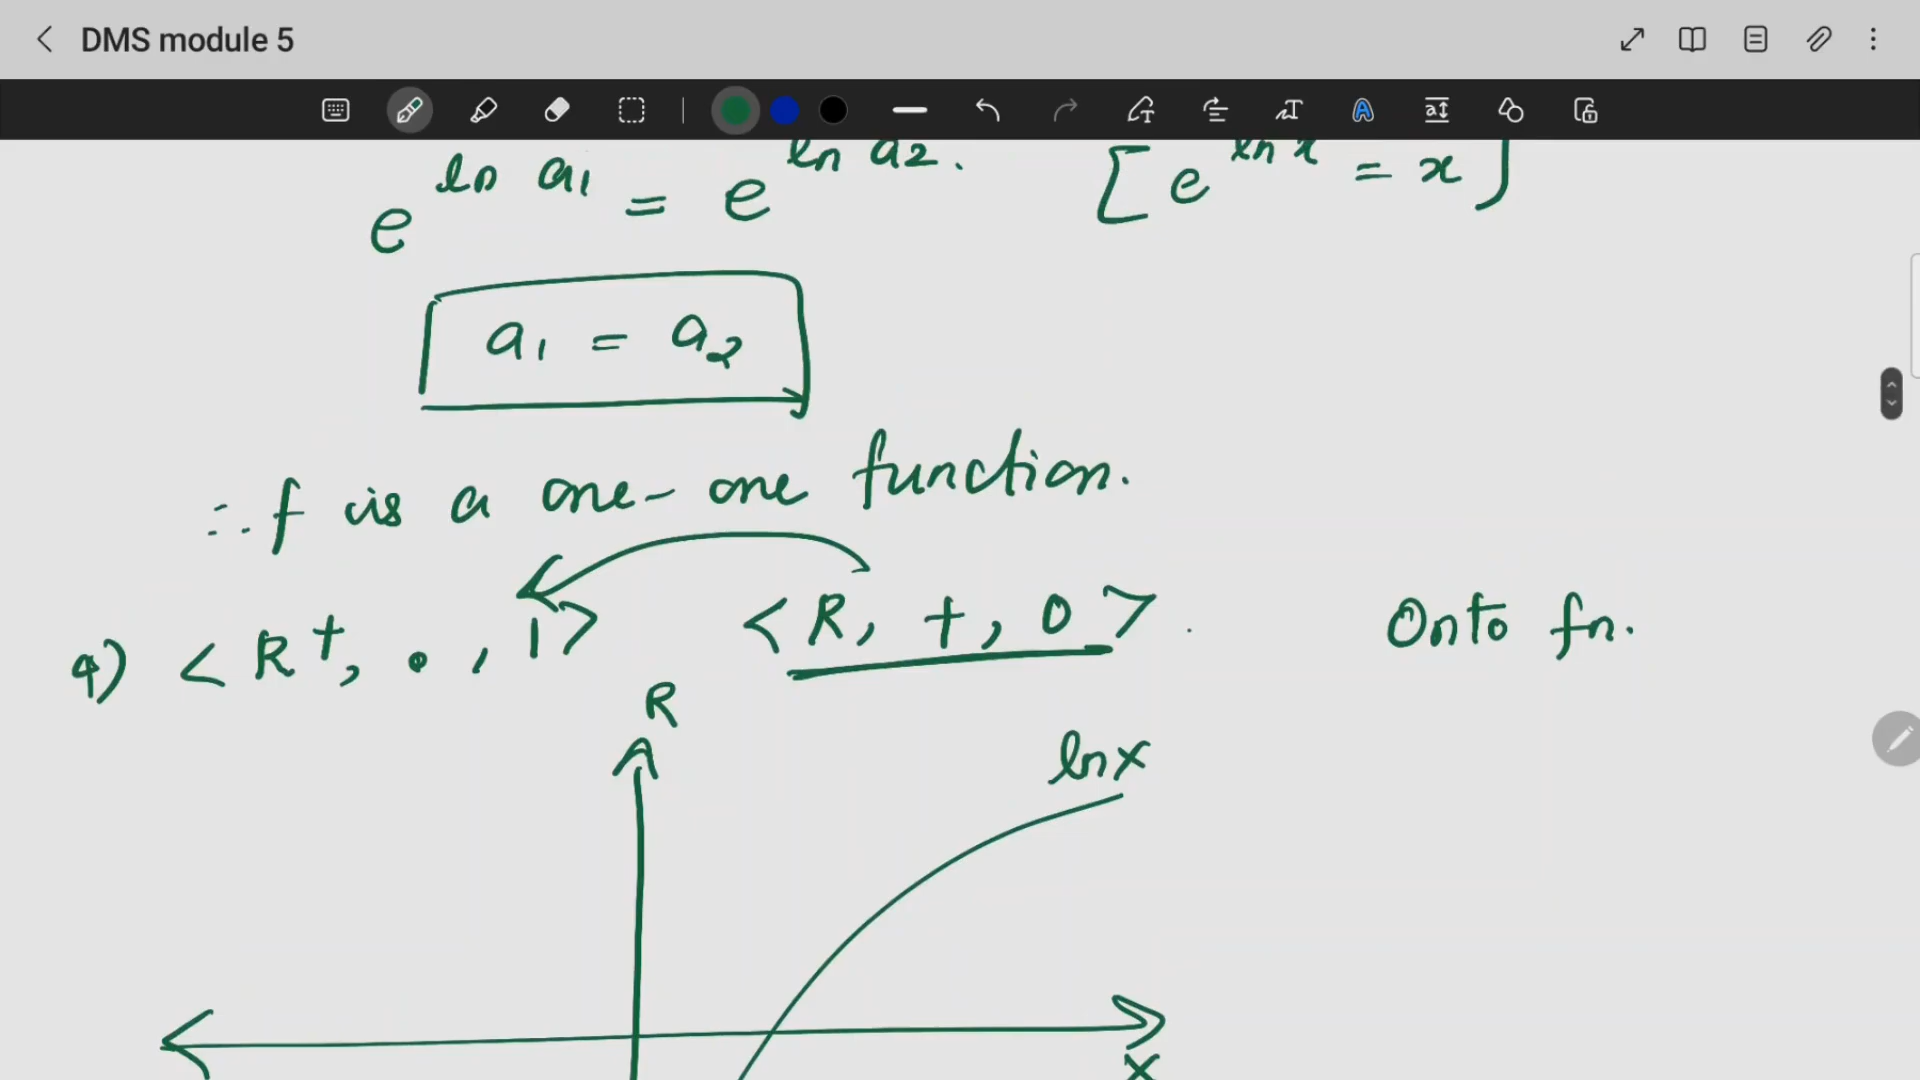 DMS module 5
e^ln a1 = e^ln a2. [e^ln x = x]
a1 = a2
∴ f is a one-one function.
4) <R+, ., 1> <R, +, 0>. Onto fn.
R
ln x
x